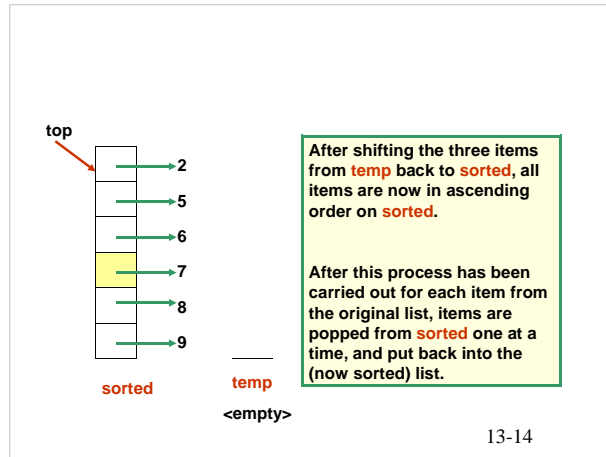 top
2
5
6
7
8
9
sorted
temp
<empty>
After shifting the three items
from temp back to sorted, all
items are now in ascending
order on sorted.
After this process has been
carried out for each item from
the original list, items are
popped from sorted one at a
time, and put back into the
(now sorted) list.
13-14